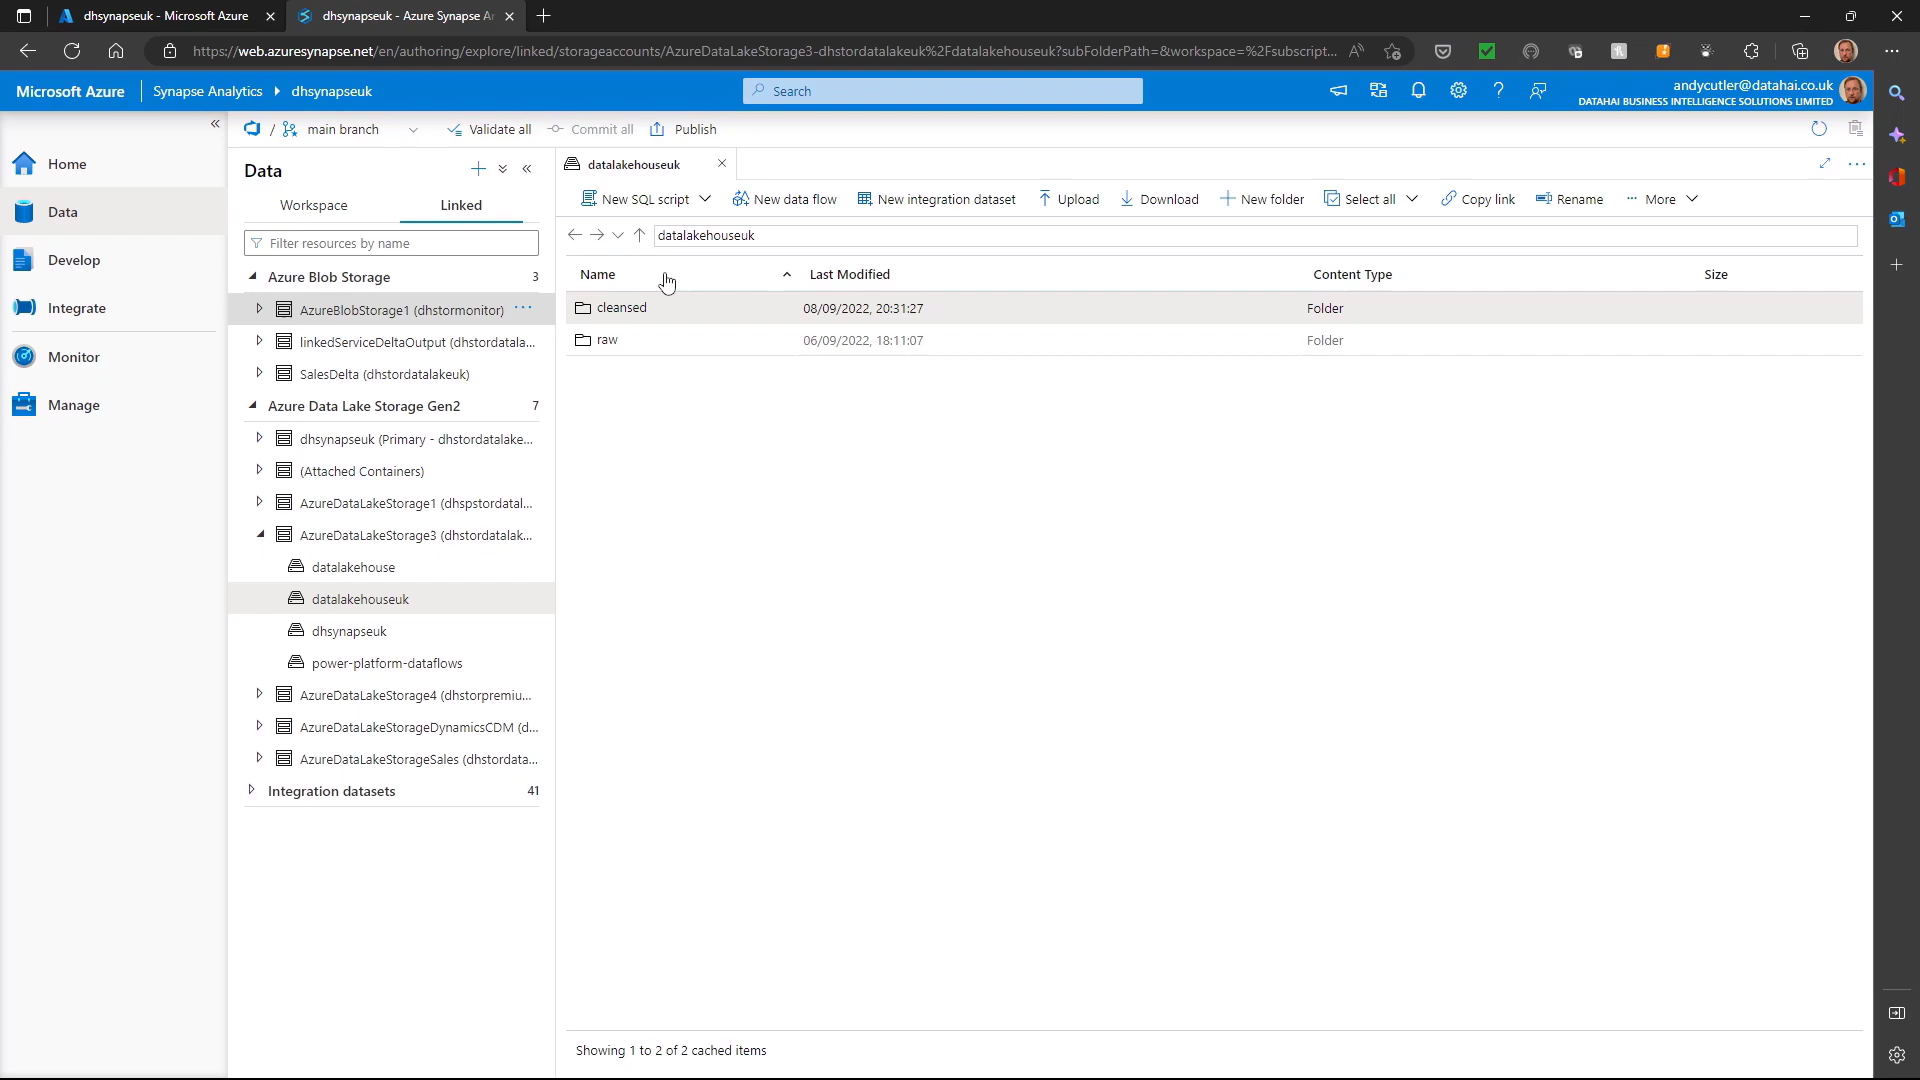 dhsynapseuk - Microsoft Azure
dhsynapseuk - Azure Synapse Ar
https://web.azuresynapse.net/en/authoring/explore/linked/storageaccounts/AzureDataLakeStorage3-dhstordatalakeuk%2Fdatalakehouseuk?subFolderPath=&workspace=%2Fsubscript...
Microsoft Azure
Synapse Analytics
dhsynapseuk
Search
andycutler@datahai.co.uk
DATAHAI BUSINESS INTELLIGENCE SOLUTIONS LIMITED
/ main branch
Validate all
Commit all
Publish
Home
Data
Develop
Integrate
Monitor
Manage
Data
Workspace
Linked
Filter resources by name
Azure Blob Storage 3
AzureBlobStorage1 (dhstormonitor) ...
linkedServiceDeltaOutput (dhstordatala...
SalesDelta (dhstordatalakeuk)
Azure Data Lake Storage Gen2 7
dhsynapseuk (Primary - dhstordatalake...
(Attached Containers)
AzureDataLakeStorage1 (dhspstordatal...
AzureDataLakeStorage3 (dhstordatalak...
datalakehouse
datalakehouseuk
dhsynapseuk
power-platform-dataflows
AzureDataLakeStorage4 (dhstorpremiu...
AzureDataLakeStorageDynamicsCDM (d...
AzureDataLakeStorageSales (dhstordata...
Integration datasets 41
datalakehouseuk
New SQL script
New data flow
New integration dataset
Upload
Download
New folder
Select all
Copy link
Rename
More
datalakehouseuk
Name Last Modified Content Type Size
cleansed 08/09/2022, 20:31:27 Folder
raw 06/09/2022, 18:11:07 Folder
Showing 1 to 2 of 2 cached items